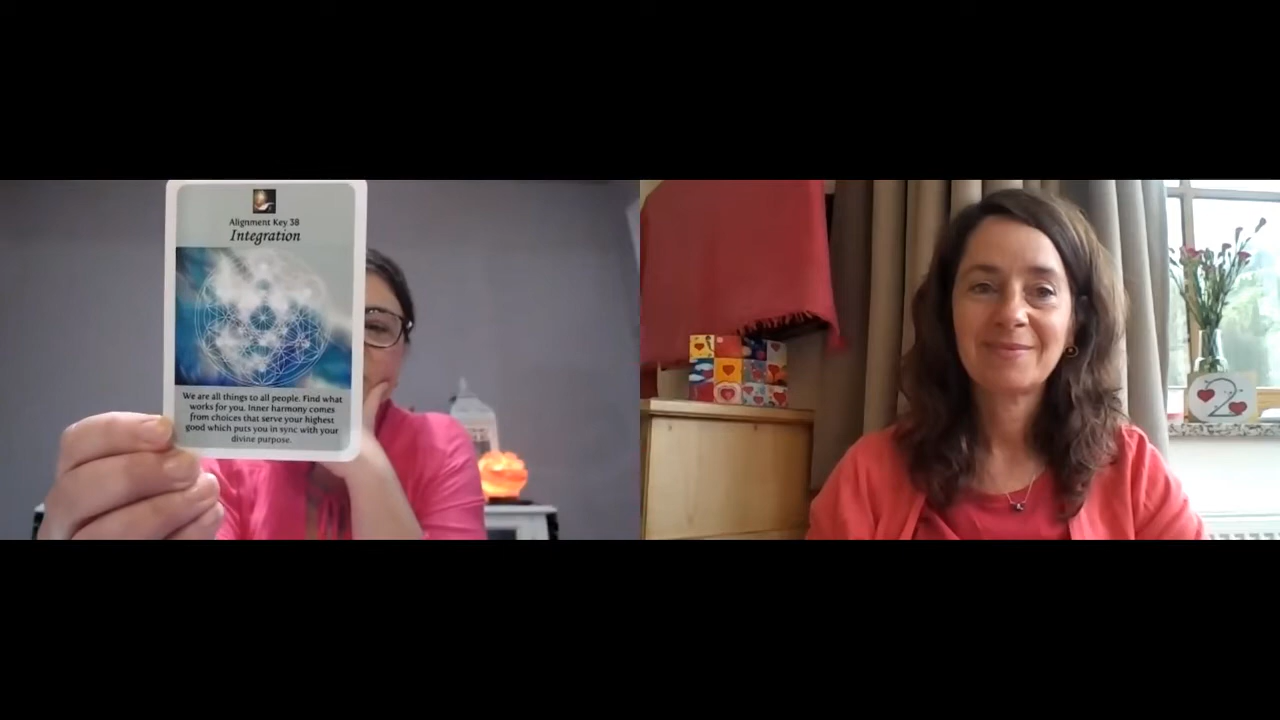 Alignment Key 38
Integration
We are all things to all people. Find what
works for you. Inner harmony comes
from choices that serve your highest
good which puts you in sync with your
divine purpose.